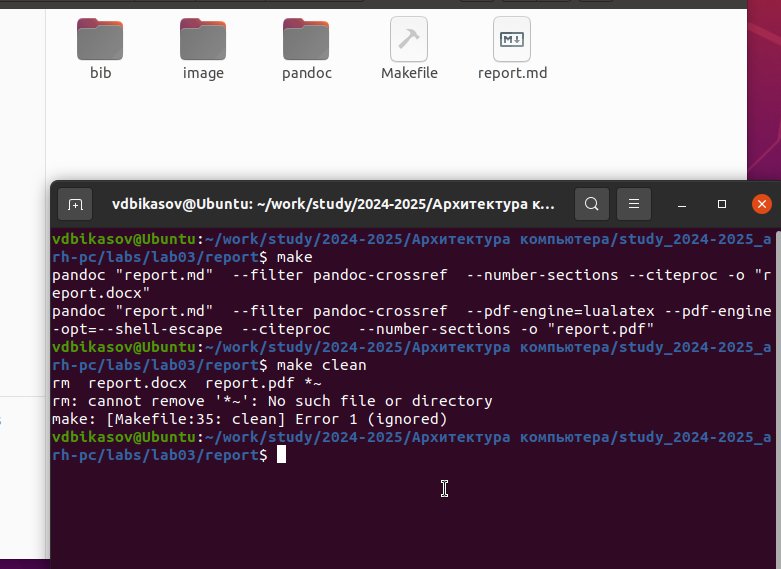 bib
image
pandoc
Makefile
report.md
vdbikasov@Ubuntu: ~/work/study/2024-2025/Архитектура к...
vdbikasov@Ubuntu:~/work/study/2024-2025/Архитектура компьютера/study_2024-2025_a
rh-pc/labs/lab03/report$ make
pandoc "report.md"  --filter pandoc-crossref  --number-sections --citeproc -o "r
eport.docx"
pandoc "report.md"  --filter pandoc-crossref  --pdf-engine=lualatex --pdf-engine
-opt=--shell-escape  --citeproc   --number-sections -o "report.pdf"
vdbikasov@Ubuntu:~/work/study/2024-2025/Архитектура компьютера/study_2024-2025_a
rh-pc/labs/lab03/report$ make clean
rm  report.docx  report.pdf *~
rm: cannot remove '*~': No such file or directory
make: [Makefile:35: clean] Error 1 (ignored)
vdbikasov@Ubuntu:~/work/study/2024-2025/Архитектура компьютера/study_2024-2025_a
rh-pc/labs/lab03/report$